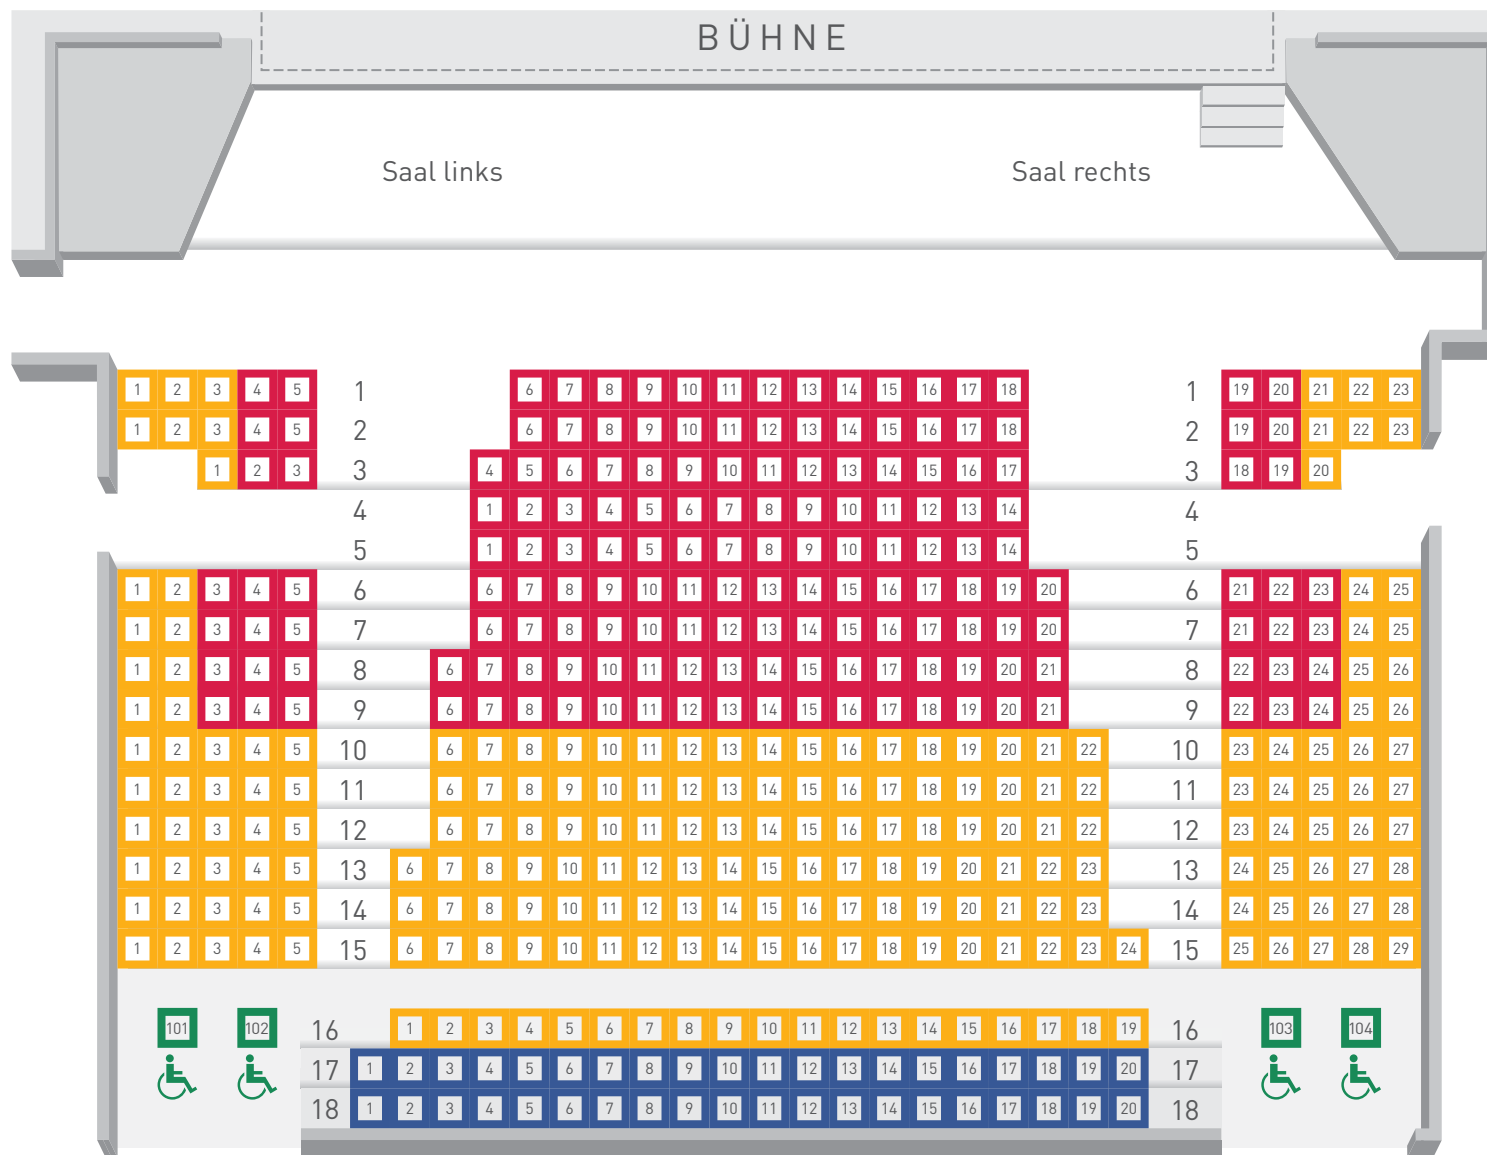 BÜHNE
Saal links Saal rechts
1 2 3 4 5 1 6 7 8 9 10 11 12 13 14 15 16 17 18 1 19 20 21 22 23
1 2 3 4 5 2 6 7 8 9 10 11 12 13 14 15 16 17 18 2 19 20 21 22 23
1 2 3 3 4 5 6 7 8 9 10 11 12 13 14 15 16 17 3 18 19 20
4 1 2 3 4 5 6 7 8 9 10 11 12 13 14 4
5 1 2 3 4 5 6 7 8 9 10 11 12 13 14 5
1 2 3 4 5 6 6 7 8 9 10 11 12 13 14 15 16 17 18 19 20 6 21 22 23 24 25
1 2 3 4 5 7 6 7 8 9 10 11 12 13 14 15 16 17 18 19 20 7 21 22 23 24 25
1 2 3 4 5 8 6 7 8 9 10 11 12 13 14 15 16 17 18 19 20 21 8 22 23 24 25 26
1 2 3 4 5 9 6 7 8 9 10 11 12 13 14 15 16 17 18 19 20 21 9 22 23 24 25 26
1 2 3 4 5 10 6 7 8 9 10 11 12 13 14 15 16 17 18 19 20 21 22 10 23 24 25 26 27
1 2 3 4 5 11 6 7 8 9 10 11 12 13 14 15 16 17 18 19 20 21 22 11 23 24 25 26 27
1 2 3 4 5 12 6 7 8 9 10 11 12 13 14 15 16 17 18 19 20 21 22 12 23 24 25 26 27
1 2 3 4 5 13 6 7 8 9 10 11 12 13 14 15 16 17 18 19 20 21 22 23 13 24 25 26 27 28
1 2 3 4 5 14 6 7 8 9 10 11 12 13 14 15 16 17 18 19 20 21 22 23 14 24 25 26 27 28
1 2 3 4 5 15 6 7 8 9 10 11 12 13 14 15 16 17 18 19 20 21 22 23 24 15 25 26 27 28 29
101 102 16 1 2 3 4 5 6 7 8 9 10 11 12 13 14 15 16 17 18 19 16 103 104
17 1 2 3 4 5 6 7 8 9 10 11 12 13 14 15 16 17 18 19 20 17
18 1 2 3 4 5 6 7 8 9 10 11 12 13 14 15 16 17 18 19 20 18